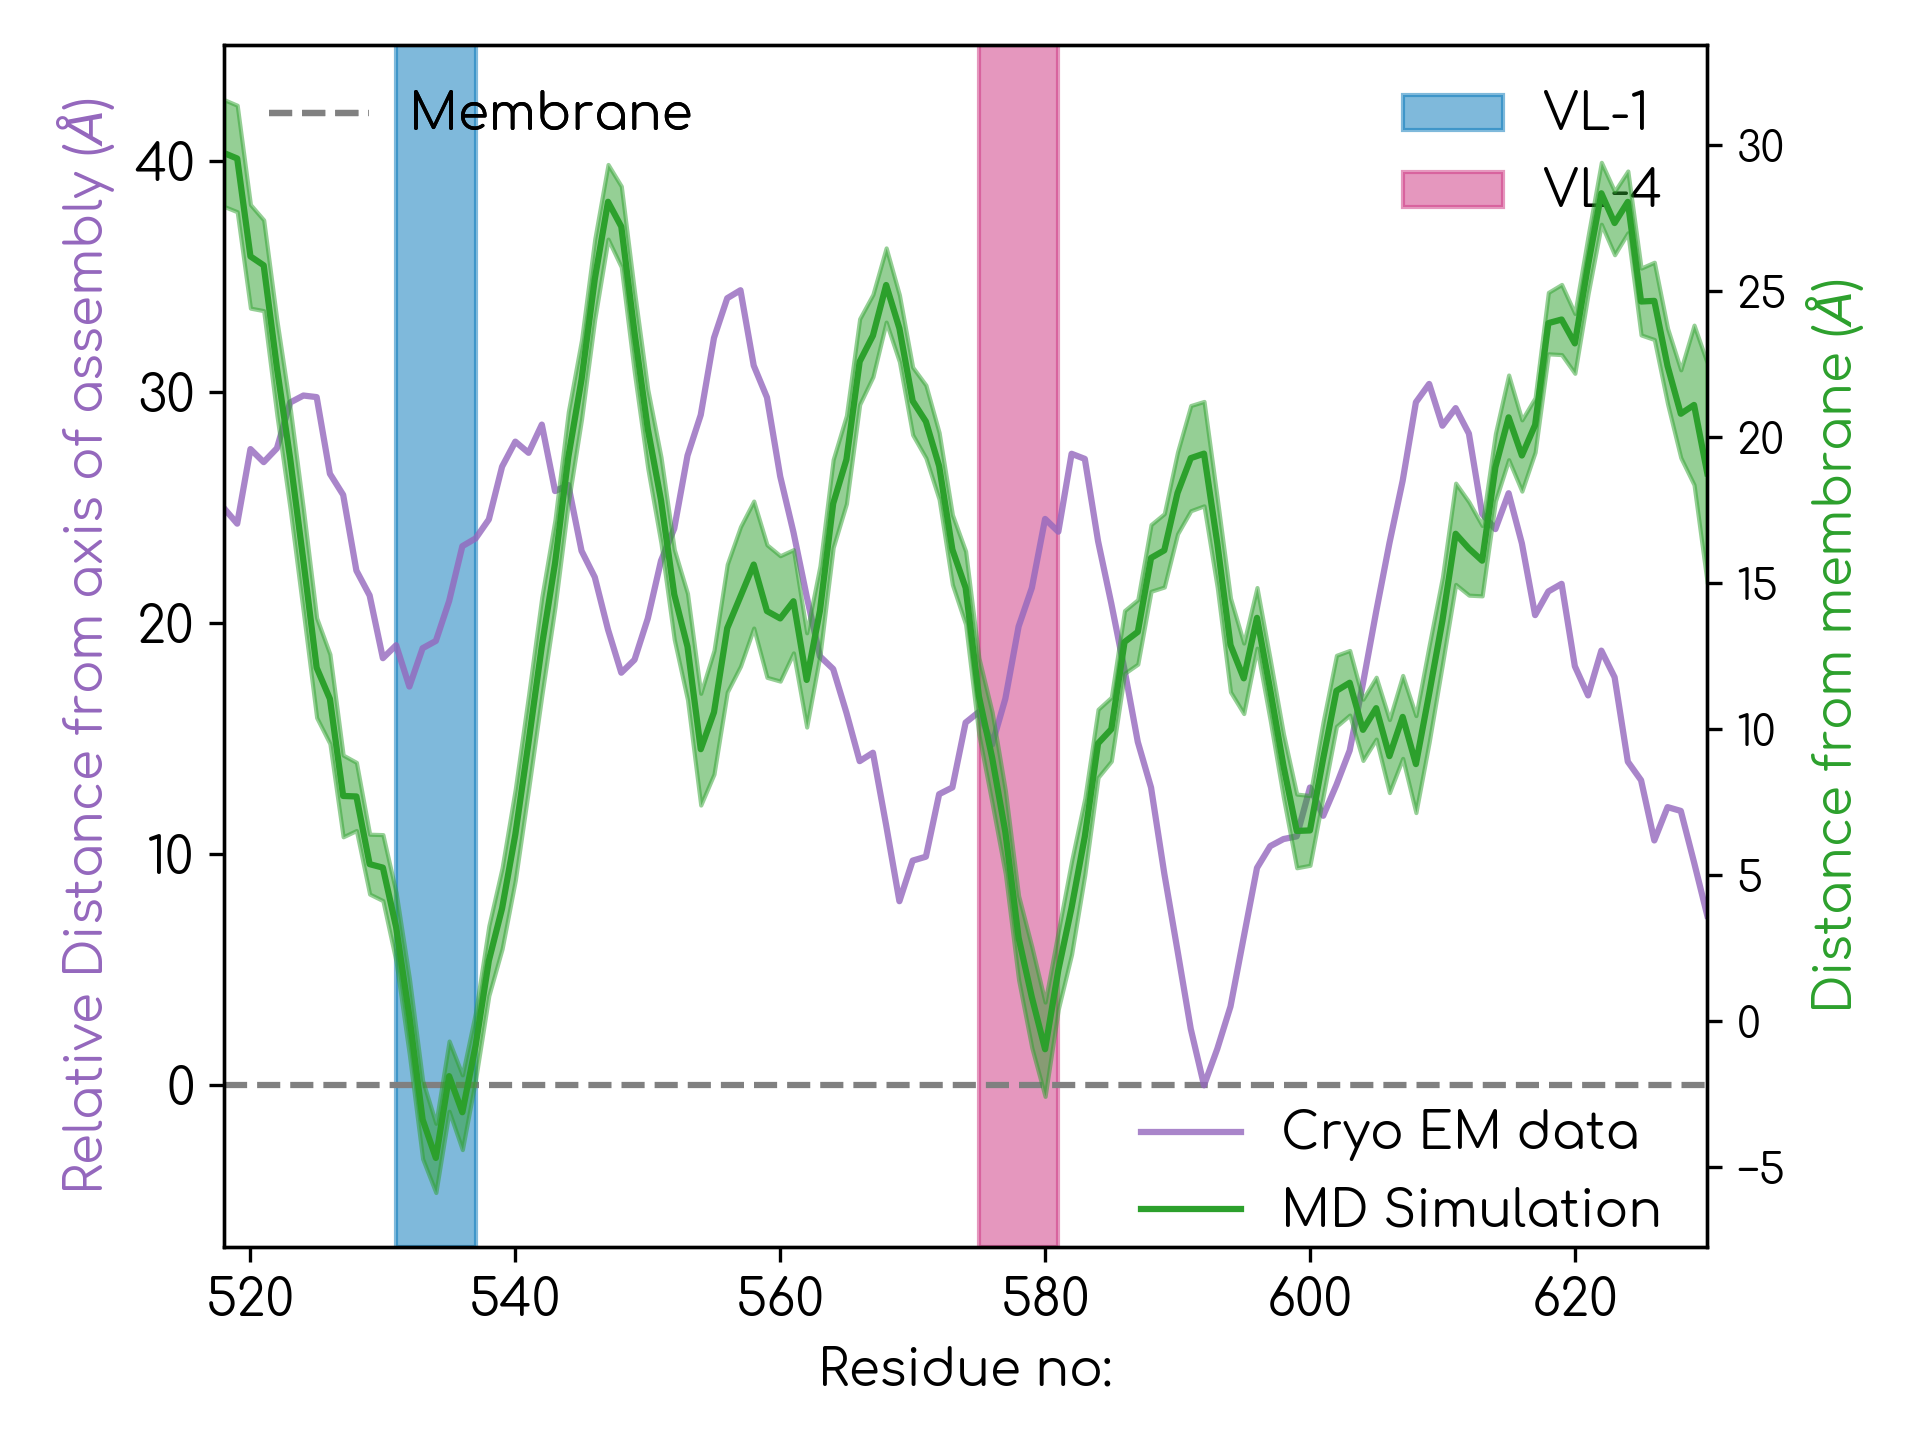 Membrane
VL-1
VL-4
Relative Distance from axis of assembly (Å)
40
30
20
10
0
30
25
20
15
10
5
0
−5
Distance from membrane (Å)
Cryo EM data
MD Simulation
520
540
560
580
600
620
Residue no: